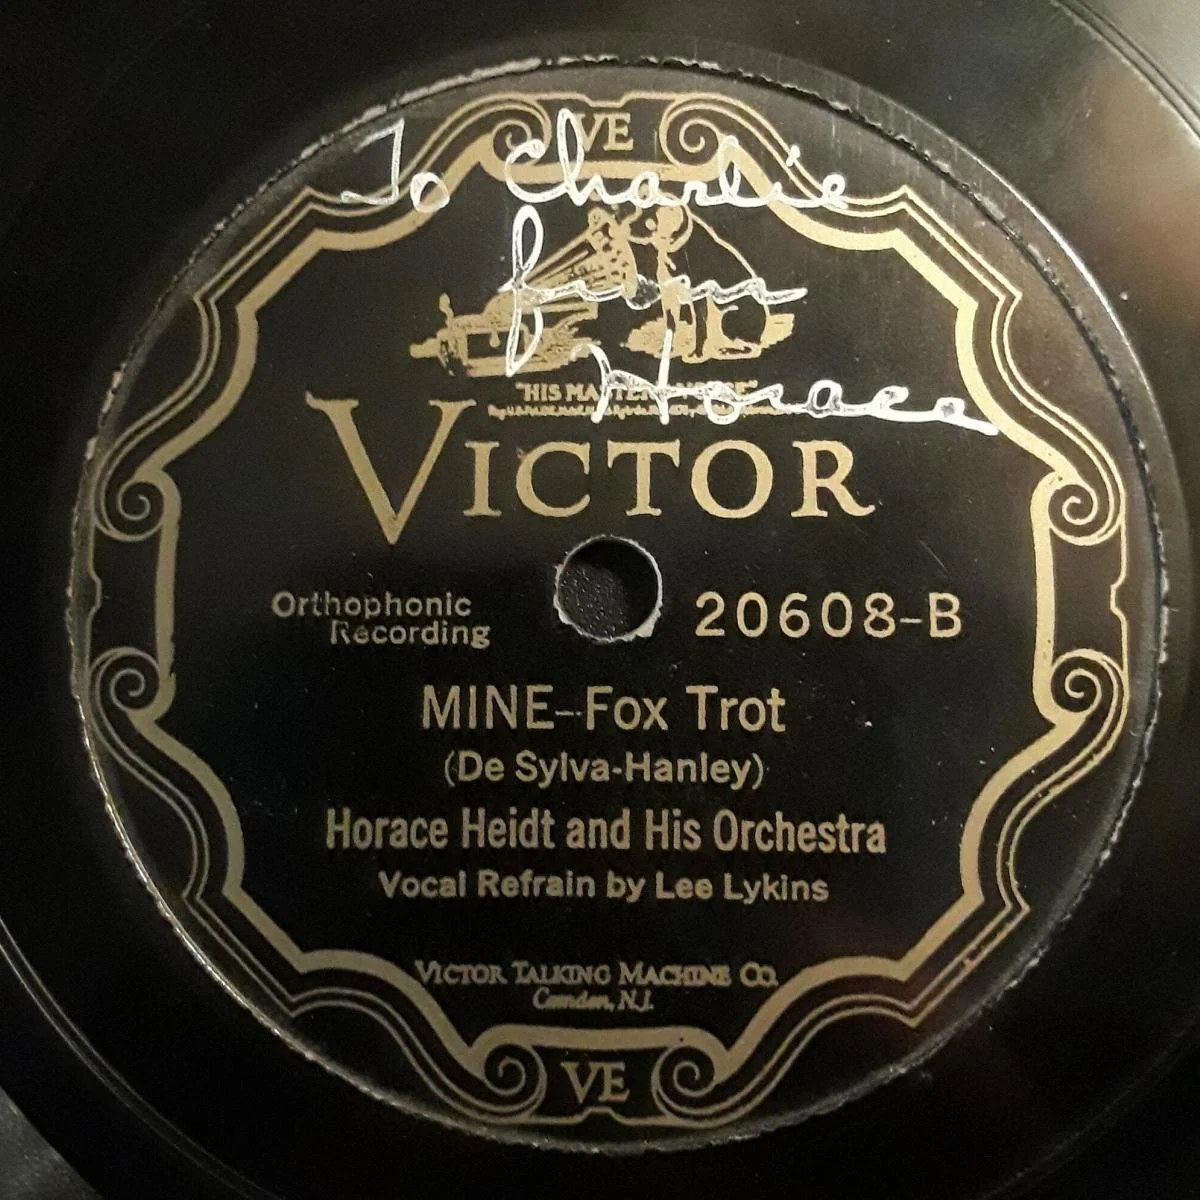 VE
To Charlie
from
Horace
"HIS MASTER'S VOICE"
VICTOR
Orthophonic
Recording
20608-B
MINE--Fox Trot
(De Sylva-Hanley)
Horace Heidt and His Orchestra
Vocal Refrain by Lee Lykins
VICTOR TALKING MACHINE CO.
Camden, N.J.
VE